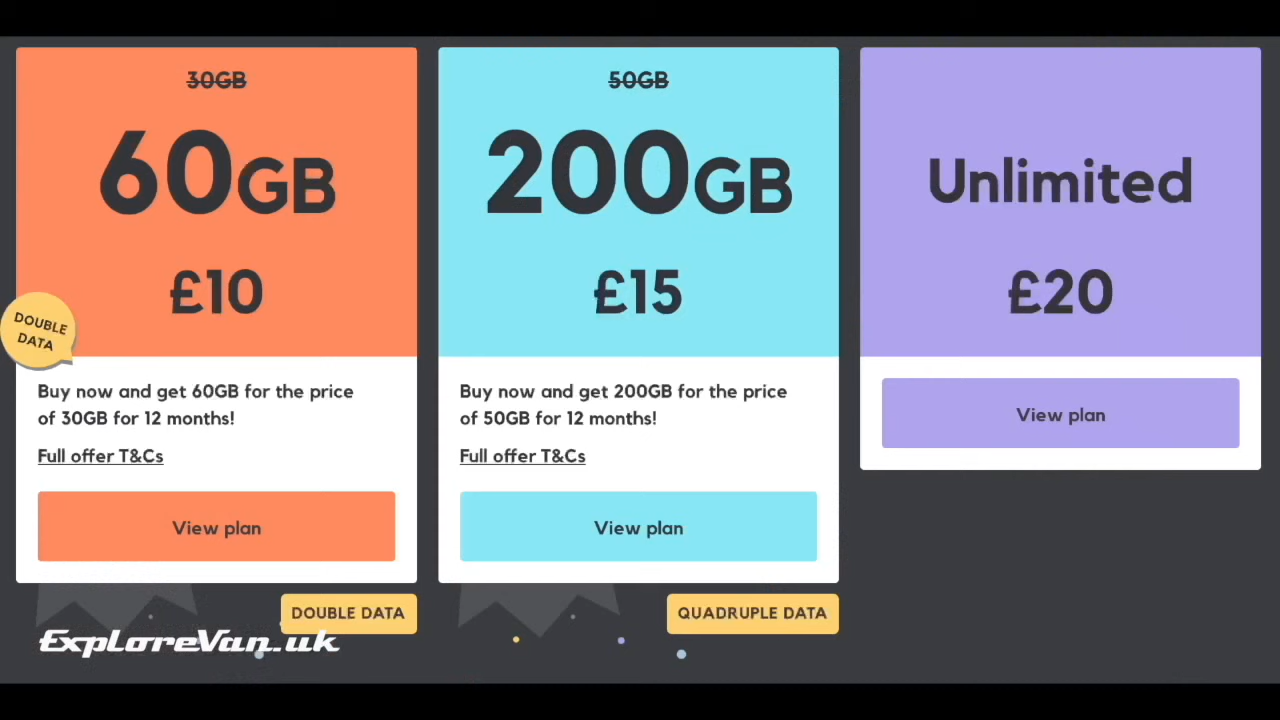 30GB
60GB
£10
DOUBLE
DATA
Buy now and get 60GB for the price
of 30GB for 12 months!
Full offer T&Cs
View plan
DOUBLE DATA
50GB
200GB
£15
Buy now and get 200GB for the price
of 50GB for 12 months!
Full offer T&Cs
View plan
QUADRUPLE DATA
Unlimited
£20
View plan
ExploreVan.uk